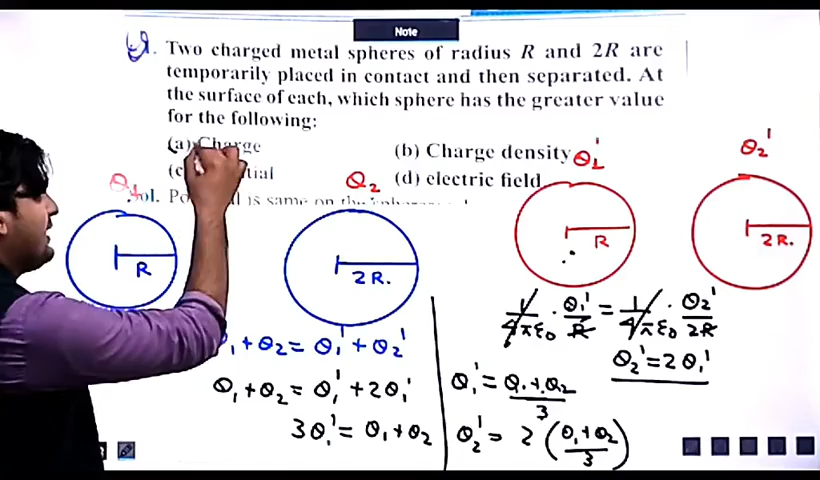 Note
Q1. Two charged metal spheres of radius R and 2R are
temporarily placed in contact and then separated. At
the surface of each, which sphere has the greater value
for the following:
(a) Charge
(b) Charge density
(d) electric field
Sol.
is same on the
Q₂
Q₂'
R
2R.
R
2R.
Q₁ + Q₂ = Q₁' + Q₂'
Q₁ + Q₂ = Q₁' + 2Q₁'
3Q₁' = Q₁ + Q₂
1/4πε₀ · Q₁'/R = 1/4πε₀ · Q₂'/2R
Q₂' = 2Q₁'
Q₁' = Q₁ + Q₂/3
Q₂' = 2(Q₁ + Q₂/3)